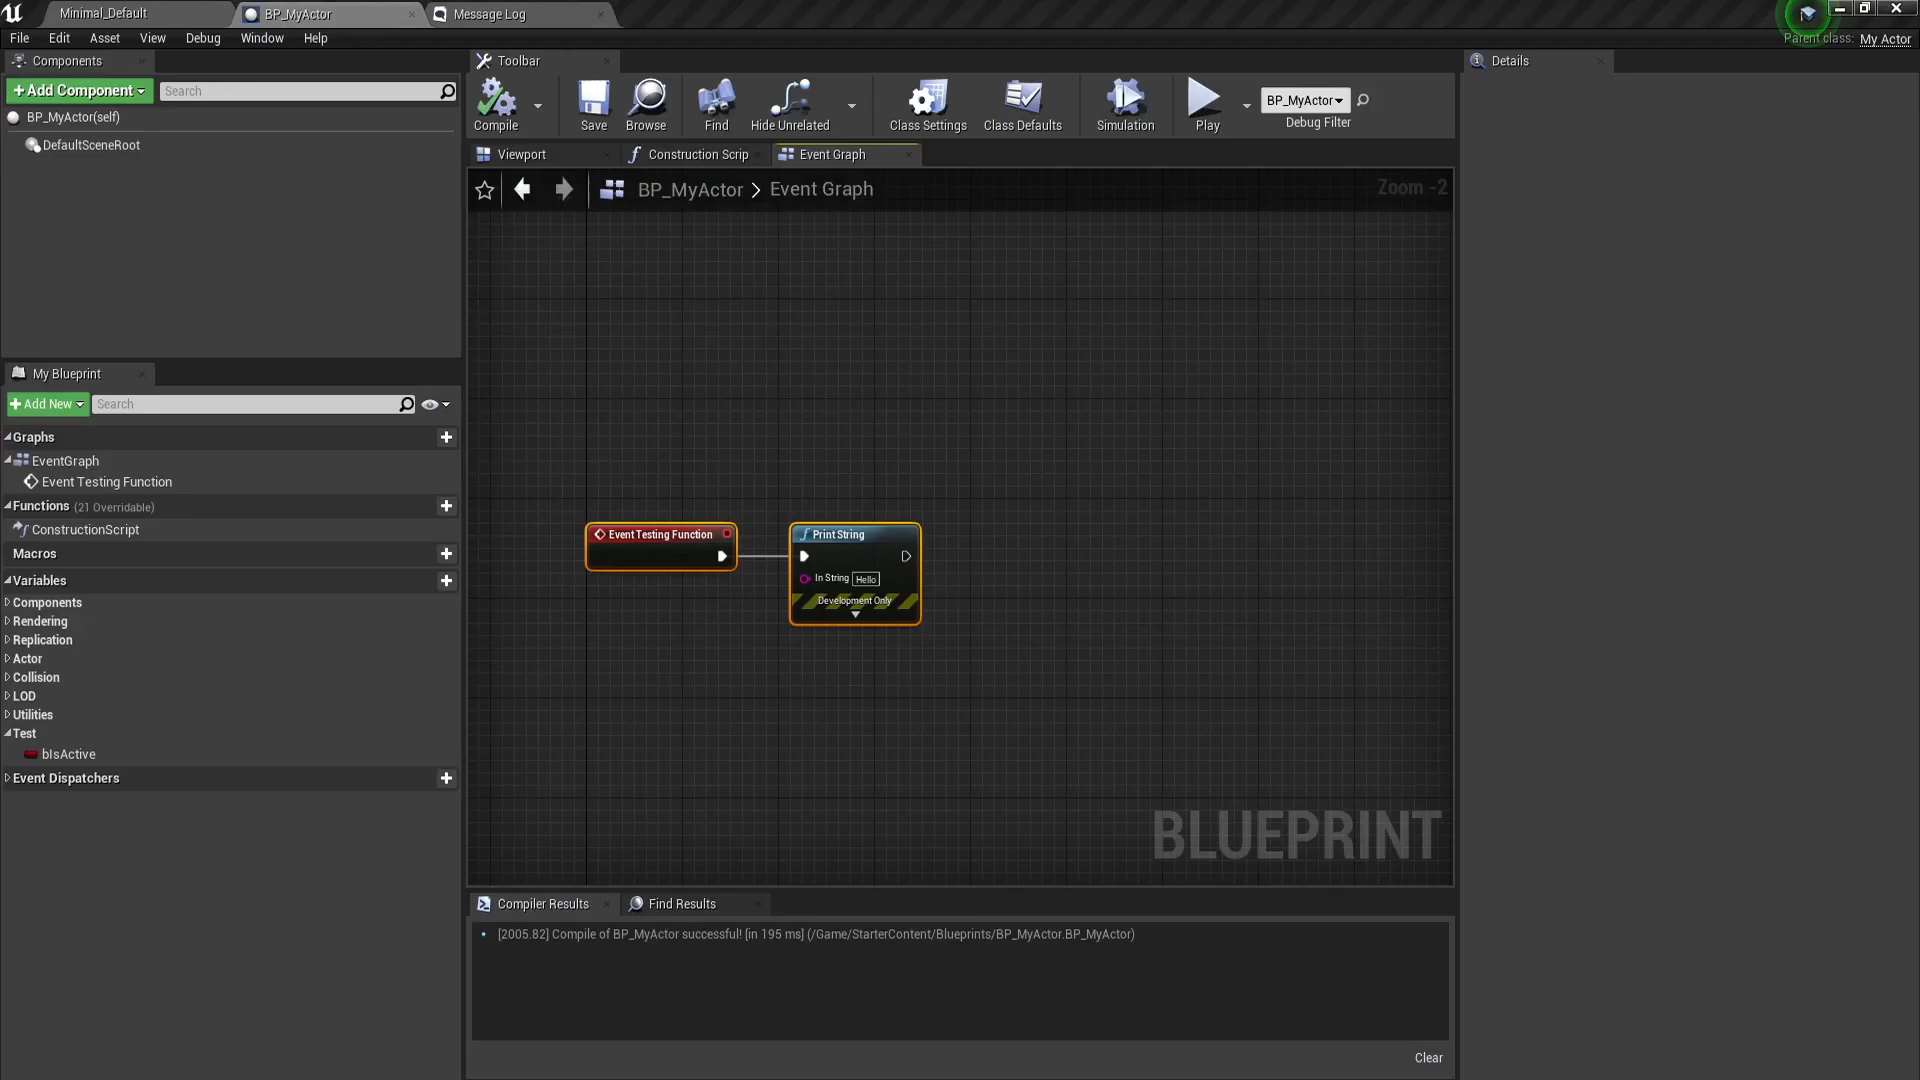 Minimal_Default
BP_MyActor
Message Log
File Edit Asset View Debug Window Help
Parent class: My Actor
Components
+Add Component
Search
BP_MyActor(self)
DefaultSceneRoot
Toolbar
Compile
Save
Browse
Find
Hide Unrelated
Class Settings
Class Defaults
Simulation
Play
BP_MyActor
Debug Filter
Details
Viewport
Construction Scrip
Event Graph
BP_MyActor > Event Graph
Zoom -2
My Blueprint
+Add New
Search
Graphs
EventGraph
Event Testing Function
Functions (21 Overridable)
ConstructionScript
Macros
Variables
Components
Rendering
Replication
Actor
Collision
LOD
Utilities
Test
bIsActive
Event Dispatchers
Event Testing Function
Print String
In String Hello
Development Only
BLUEPRINT
Compiler Results
Find Results
[2005.82] Compile of BP_MyActor successful! [in 195 ms] (/Game/StarterContent/Blueprints/BP_MyActor.BP_MyActor)
Clear